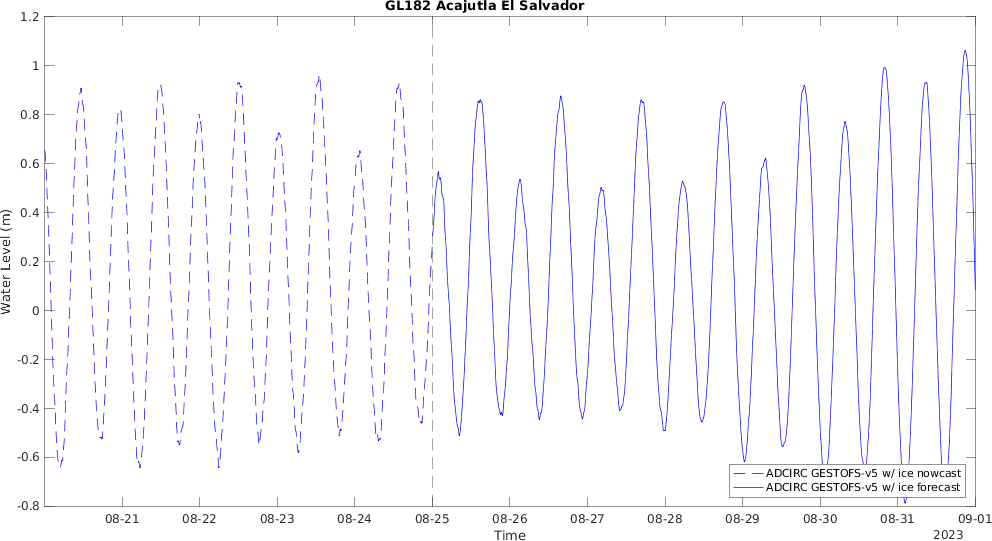 GL182 Acajutla El Salvador
1.2
1
0.8
0.6
0.4
0.2
0
-0.2
-0.4
-0.6
-0.8
Water Level (m)
ADCIRC GESTOFS-v5 w/ ice nowcast
ADCIRC GESTOFS-v5 w/ ice forecast
08-21 08-22 08-23 08-24 08-25 08-26 08-27 08-28 08-29 08-30 08-31 09-01
Time
2023